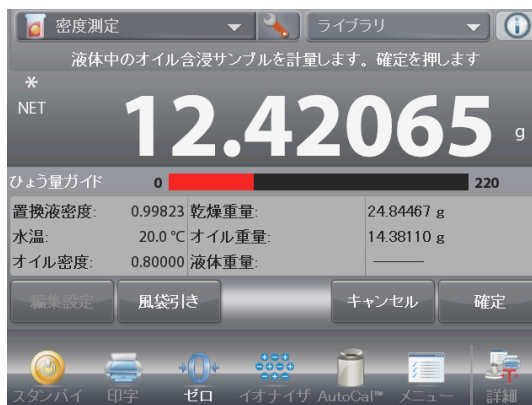 密度測定 ライブラリ
液体中のオイル含浸サンプルを計量します。確定を押します
*
NET 12.42065 g
ひょう量ガイド 0 220
置換液密度: 0.99823 乾燥重量: 24.84467 g
水温: 20.0 ℃ オイル重量: 14.38110 g
オイル密度: 0.80000 液体重量: ———
編集設定 風袋引き キャンセル 確定
スタンバイ 印字 ゼロ イオナイザ AutoCal™ メニュー 詳細